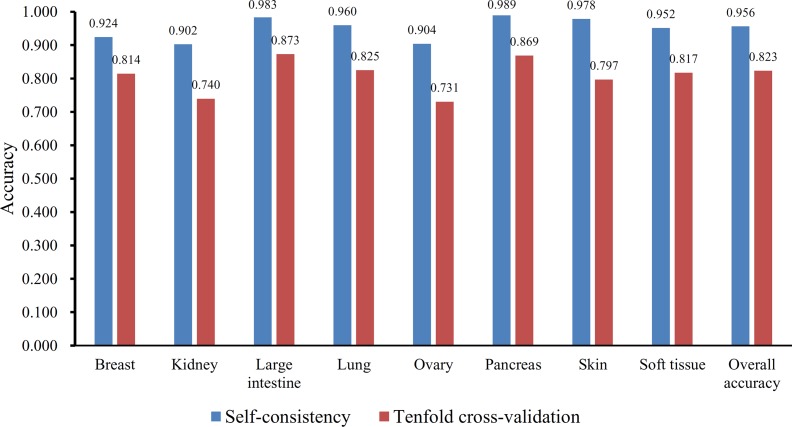 0.924
0.902
0.983
0.960
0.904
0.989
0.978
0.952
0.956
0.814
0.740
0.873
0.825
0.731
0.869
0.797
0.817
0.823
Accuracy
1.000
0.900
0.800
0.700
0.600
0.500
0.400
0.300
0.200
0.100
0.000
Breast
Kidney
Large
intestine
Lung
Ovary
Pancreas
Skin
Soft tissue
Overall
accuracy
Self-consistency
Tenfold cross-validation